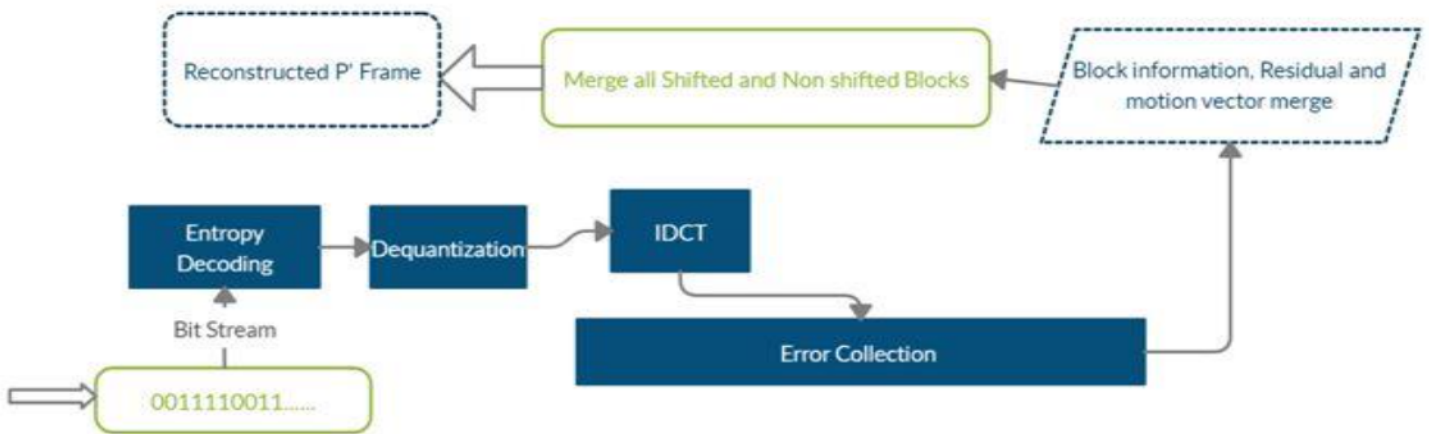 Reconstructed P' Frame
Merge all Shifted and Non shifted Blocks
Block information, Residual and
motion vector merge
Entropy
Decoding
Dequantization
IDCT
Bit Stream
Error Collection
0011110011......